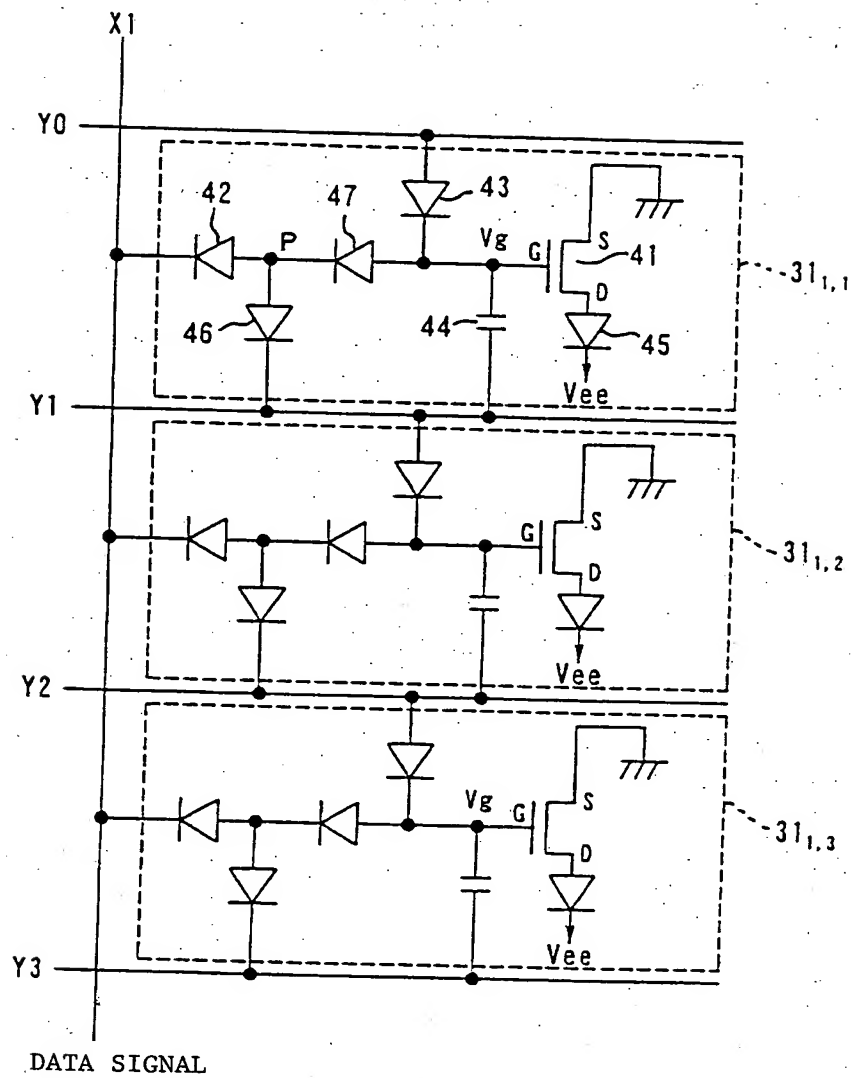 X1
Y0
42
47
43
P
Vg
G
S
41
31₁,₁
46
44
D
45
Vee
Y1
G
S
D
31₁,₂
Vee
Y2
Vg
G
S
D
31₁,₃
Vee
Y3
DATA SIGNAL